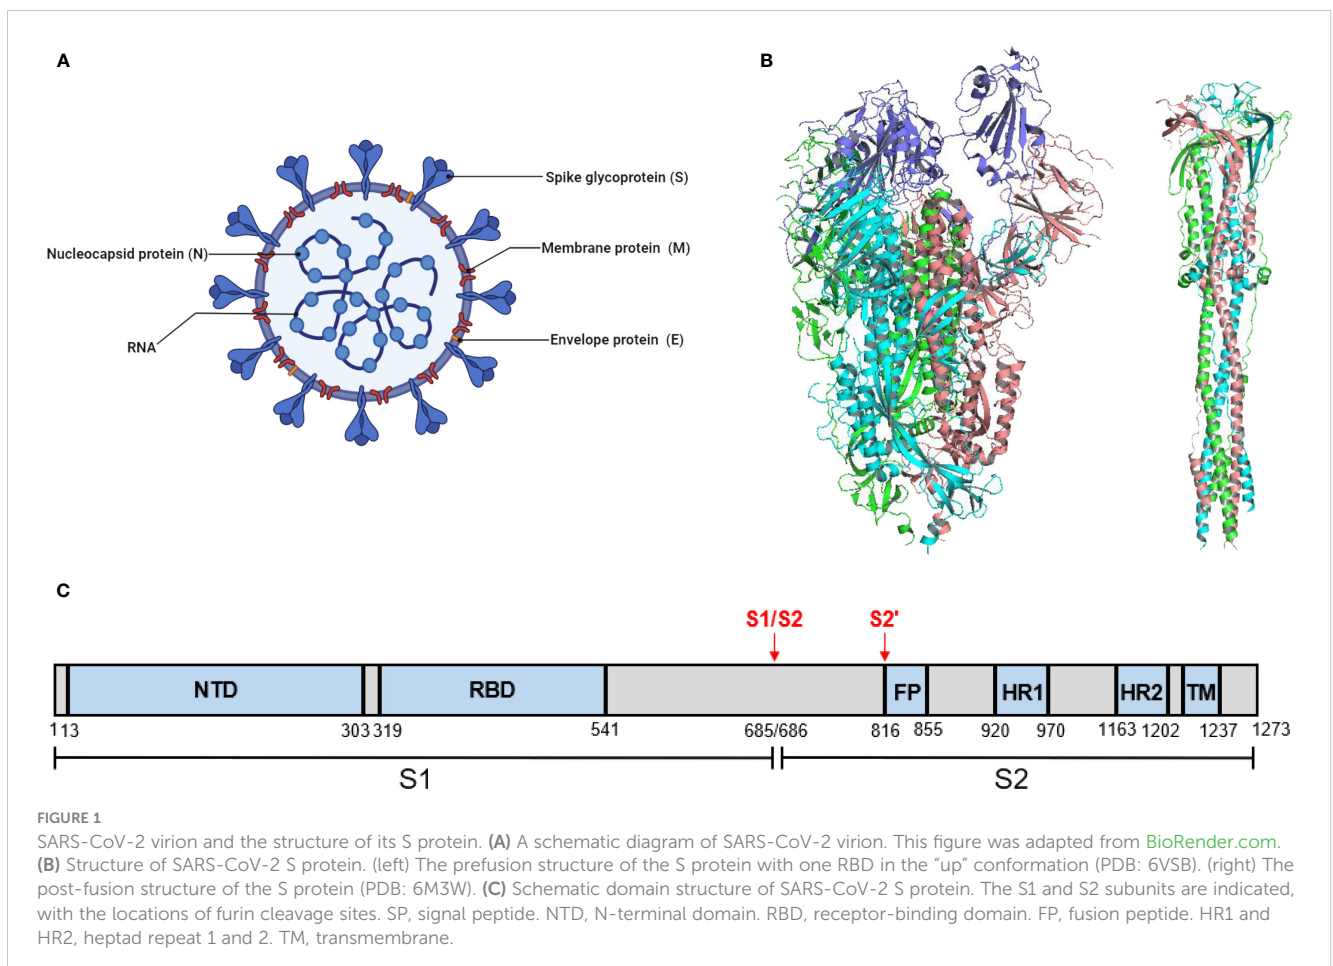 A
B
Spike glycoprotein (S)
Nucleocapsid protein (N)
Membrane protein (M)
RNA
Envelope protein (E)
C
S1/S2 S2'
NTD RBD FP HR1 HR2 TM
113 303319 541 685/686 816 855 920 970 1163 1202 1237 1273
S1 S2
FIGURE 1
SARS-CoV-2 virion and the structure of its S protein. (A) A schematic diagram of SARS-CoV-2 virion. This figure was adapted from BioRender.com.
(B) Structure of SARS-CoV-2 S protein. (left) The prefusion structure of the S protein with one RBD in the “up” conformation (PDB: 6VSB). (right) The
post-fusion structure of the S protein (PDB: 6M3W). (C) Schematic domain structure of SARS-CoV-2 S protein. The S1 and S2 subunits are indicated,
with the locations of furin cleavage sites. SP, signal peptide. NTD, N-terminal domain. RBD, receptor-binding domain. FP, fusion peptide. HR1 and
HR2, heptad repeat 1 and 2. TM, transmembrane.